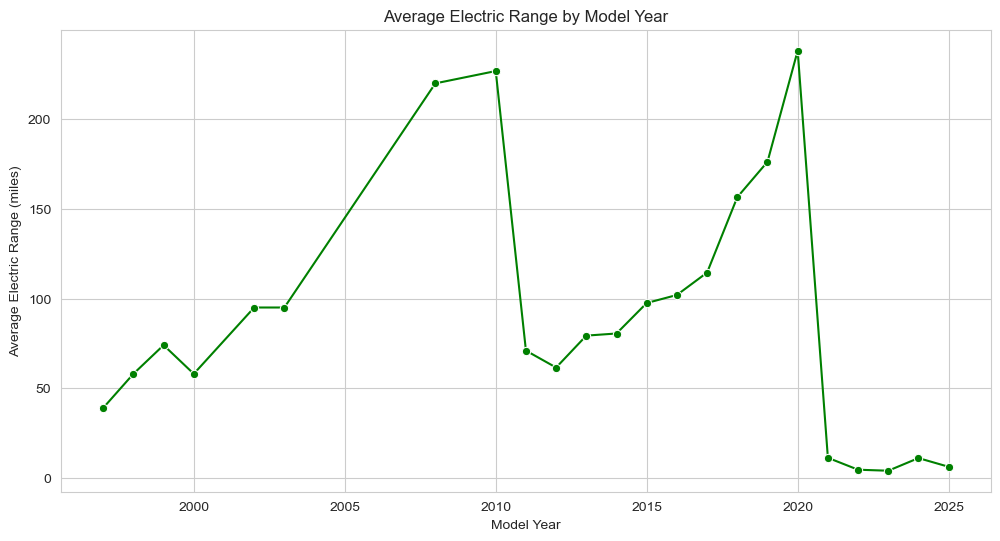 Average Electric Range by Model Year
Average Electric Range (miles)
200
150
100
50
0
2000 2005 2010 2015 2020 2025
Model Year